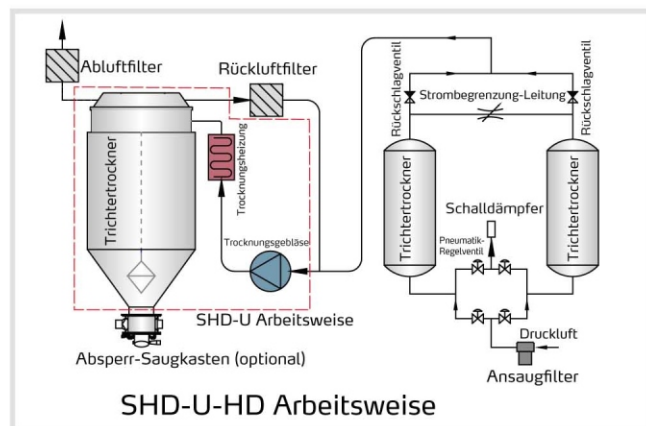 Abluftfilter
Rückluftfilter
Rückschlagventil
Strombegrenzung-Leitung
Rückschlagventil
Trichtertrockner
Trocknungsheizung
Trichtertrockner
Trichtertrockner
Schalldämpfer
Pneumatik-
Regelventil
Trocknungsgebläse
SHD-U Arbeitsweise
Druckluft
Absperr-Saugkasten (optional)
Ansaugfilter
SHD-U-HD Arbeitsweise